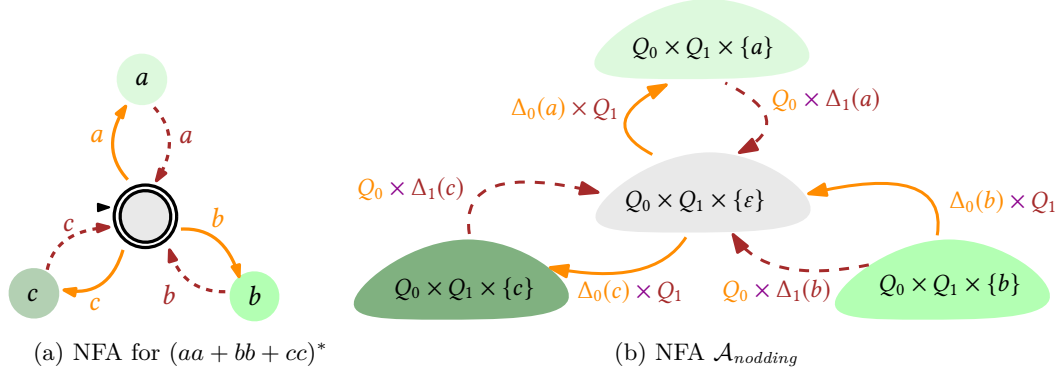 a
a
a
c
b
c
c
b
b
(a) NFA for (aa + bb + cc)*
Q₀ × Q₁ × {a}
Δ₀(a) × Q₁
Q₀ × Δ₁(a)
Q₀ × Δ₁(c)
Q₀ × Q₁ × {ε}
Δ₀(b) × Q₁
Q₀ × Q₁ × {c}
Δ₀(c) × Q₁
Q₀ × Δ₁(b)
Q₀ × Q₁ × {b}
(b) NFA 𝒜nodding